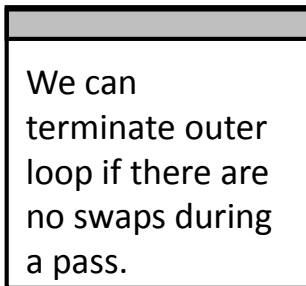 We can
terminate outer
loop if there are
no swaps during
a pass.